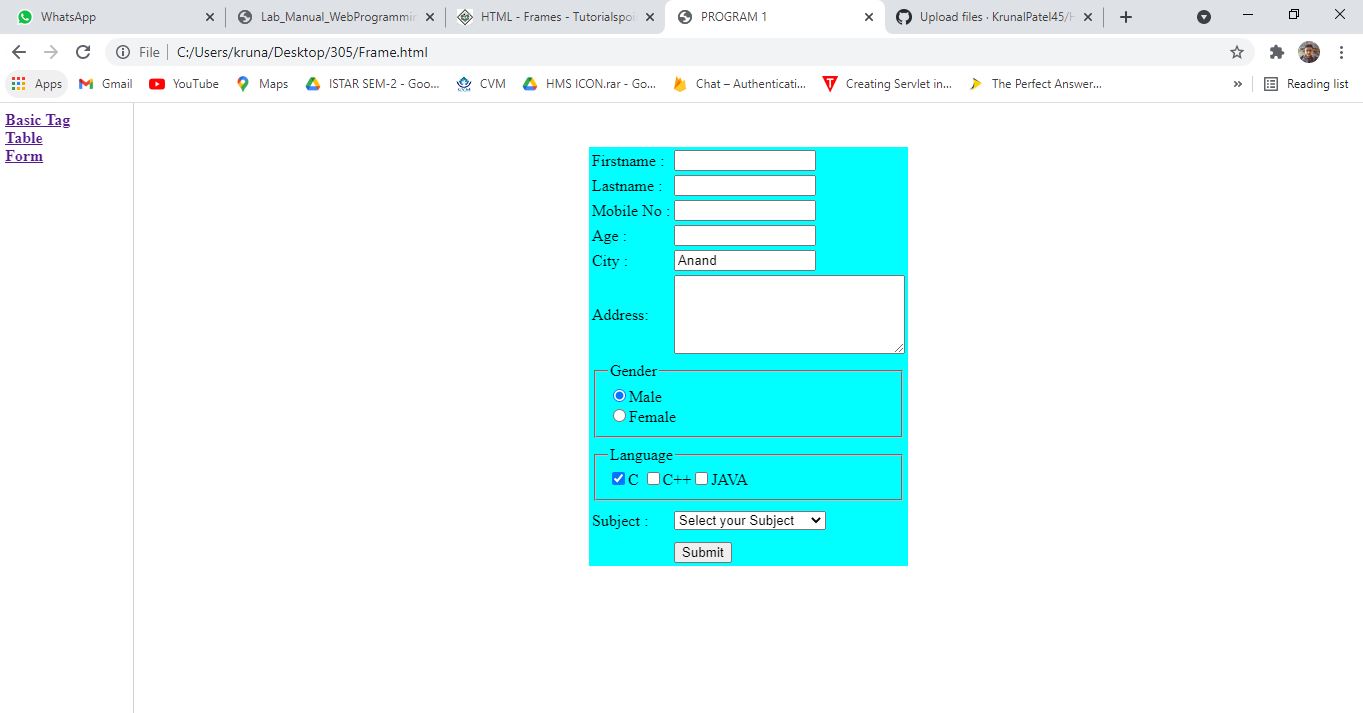 WhatsApp
Lab_Manual_WebProgrammin
HTML - Frames - Tutorialspoi
PROGRAM 1
Upload files · KrunalPatel45/H
File
C:/Users/kruna/Desktop/305/Frame.html
Apps
Gmail
YouTube
Maps
ISTAR SEM-2 - Goo...
CVM
HMS ICON.rar - Go...
Chat – Authenticati...
Creating Servlet in...
The Perfect Answer...
»
Reading list
Basic Tag
Table
Form
Firstname :
Lastname :
Mobile No :
Age :
City : Anand
Address:
Gender
Male
Female
Language
C C++ JAVA
Subject : Select your Subject
Submit